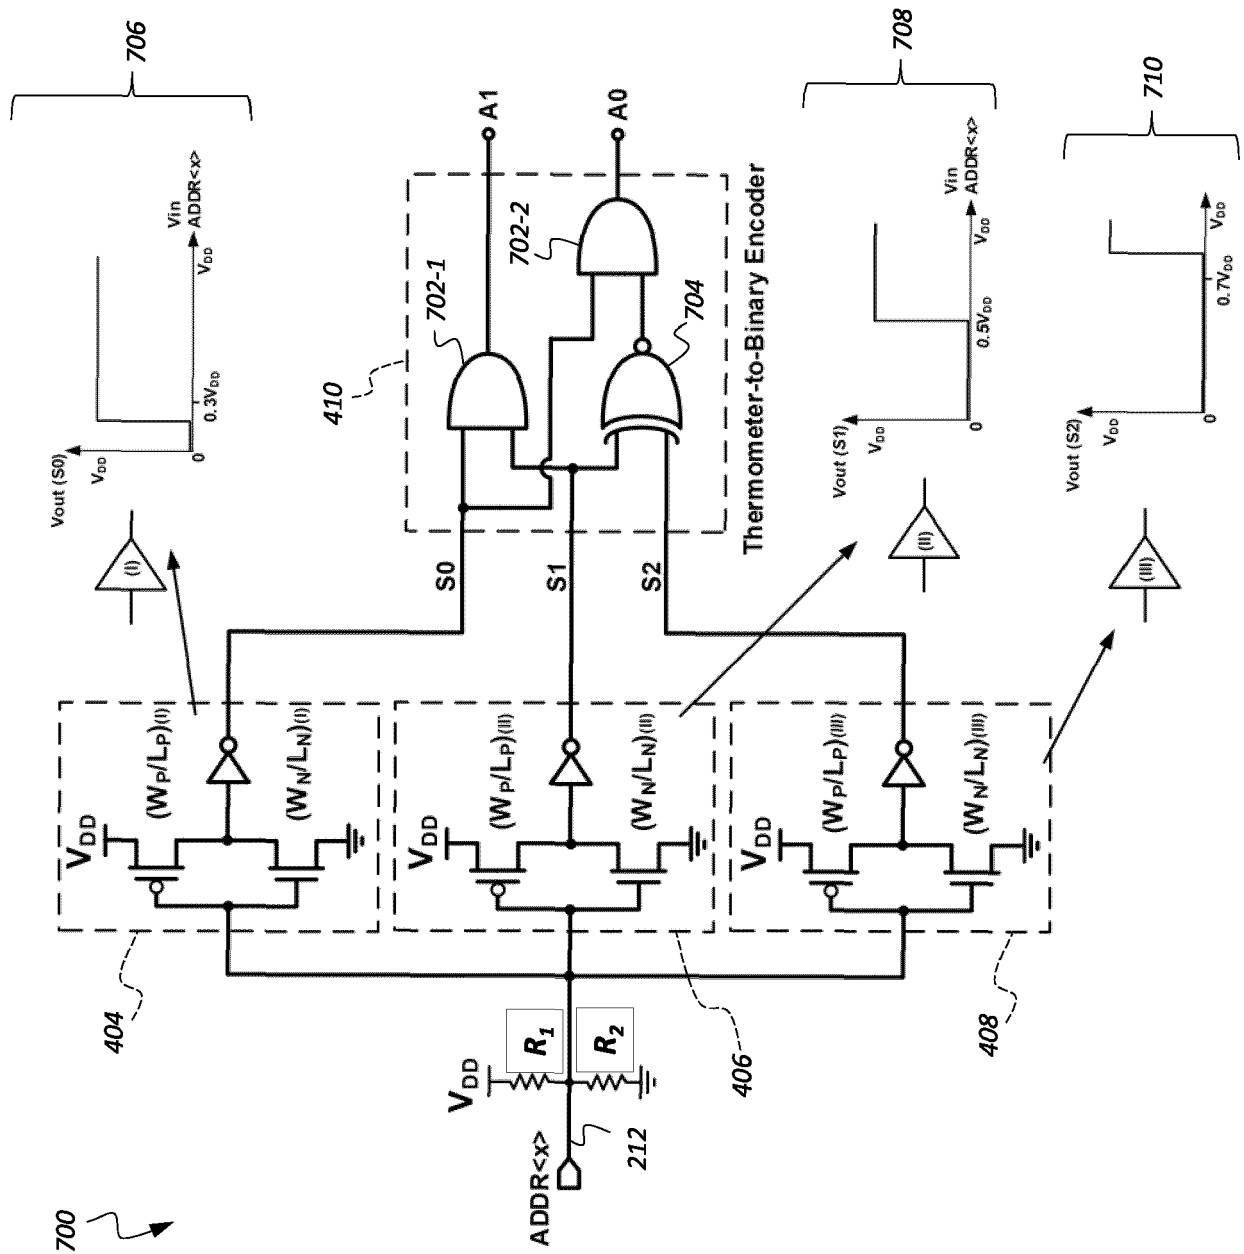 700
ADDR<x>
212
VDD
R1
R2
404
VDD
(WP/LP)(I)
(WN/LN)(I)
406
VDD
(WP/LP)(II)
(WN/LN)(II)
408
VDD
(WP/LP)(III)
(WN/LN)(III)
S0
S1
S2
410
702-1
702-2
704
A1
A0
Thermometer-to-Binary Encoder
(I)
Vout (S0)
VDD
0
0.3VDD
VDD
Vin
ADDR<x>
706
(II)
Vout (S1)
VDD
0
0.5VDD
VDD
Vin
ADDR<x>
708
(III)
Vout (S2)
VDD
0
0.7VDD
VDD
710